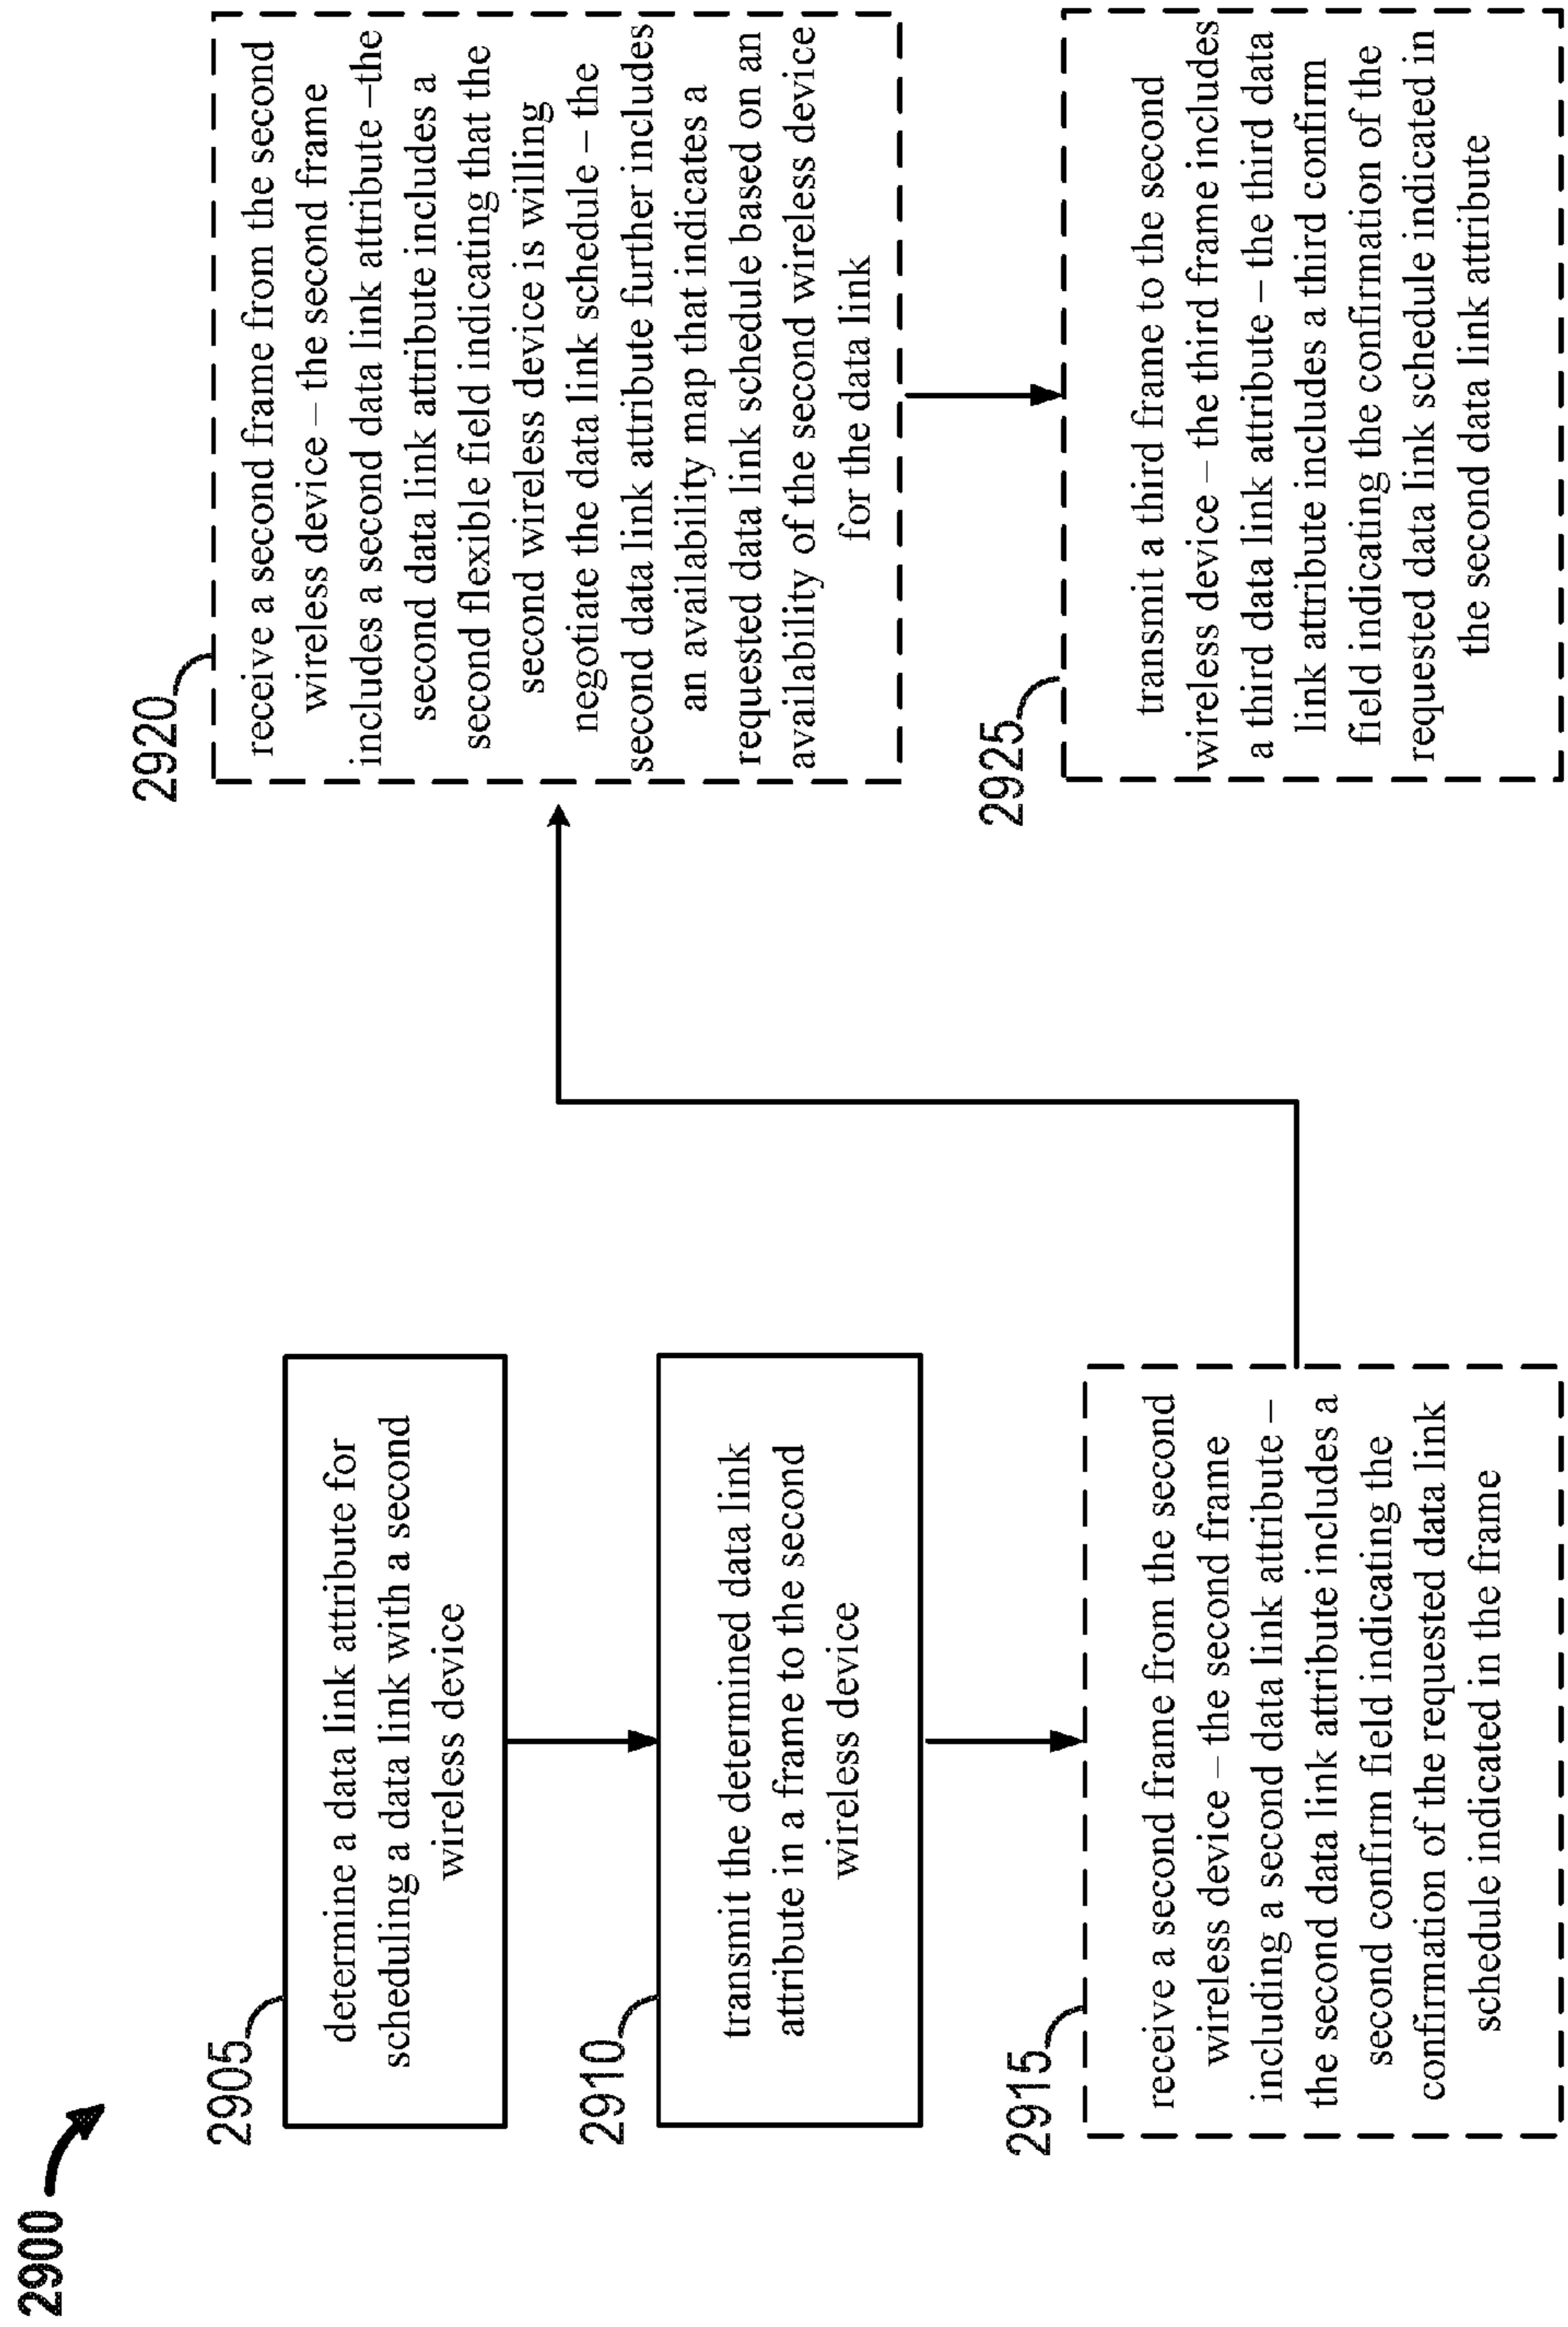 2900
2905
determine a data link attribute for
scheduling a data link with a second
wireless device
2910
transmit the determined data link
attribute in a frame to the second
wireless device
2915
receive a second frame from the second
wireless device – the second frame
including a second data link attribute –
the second data link attribute includes a
second confirm field indicating the
confirmation of the requested data link
schedule indicated in the frame
2920
receive a second frame from the second
wireless device – the second frame
includes a second data link attribute –the
second data link attribute includes a
second flexible field indicating that the
second wireless device is willing
negotiate the data link schedule – the
second data link attribute further includes
an availability map that indicates a
requested data link schedule based on an
availability of the second wireless device
for the data link
2925
transmit a third frame to the second
wireless device – the third frame includes
a third data link attribute – the third data
link attribute includes a third confirm
field indicating the confirmation of the
requested data link schedule indicated in
the second data link attribute